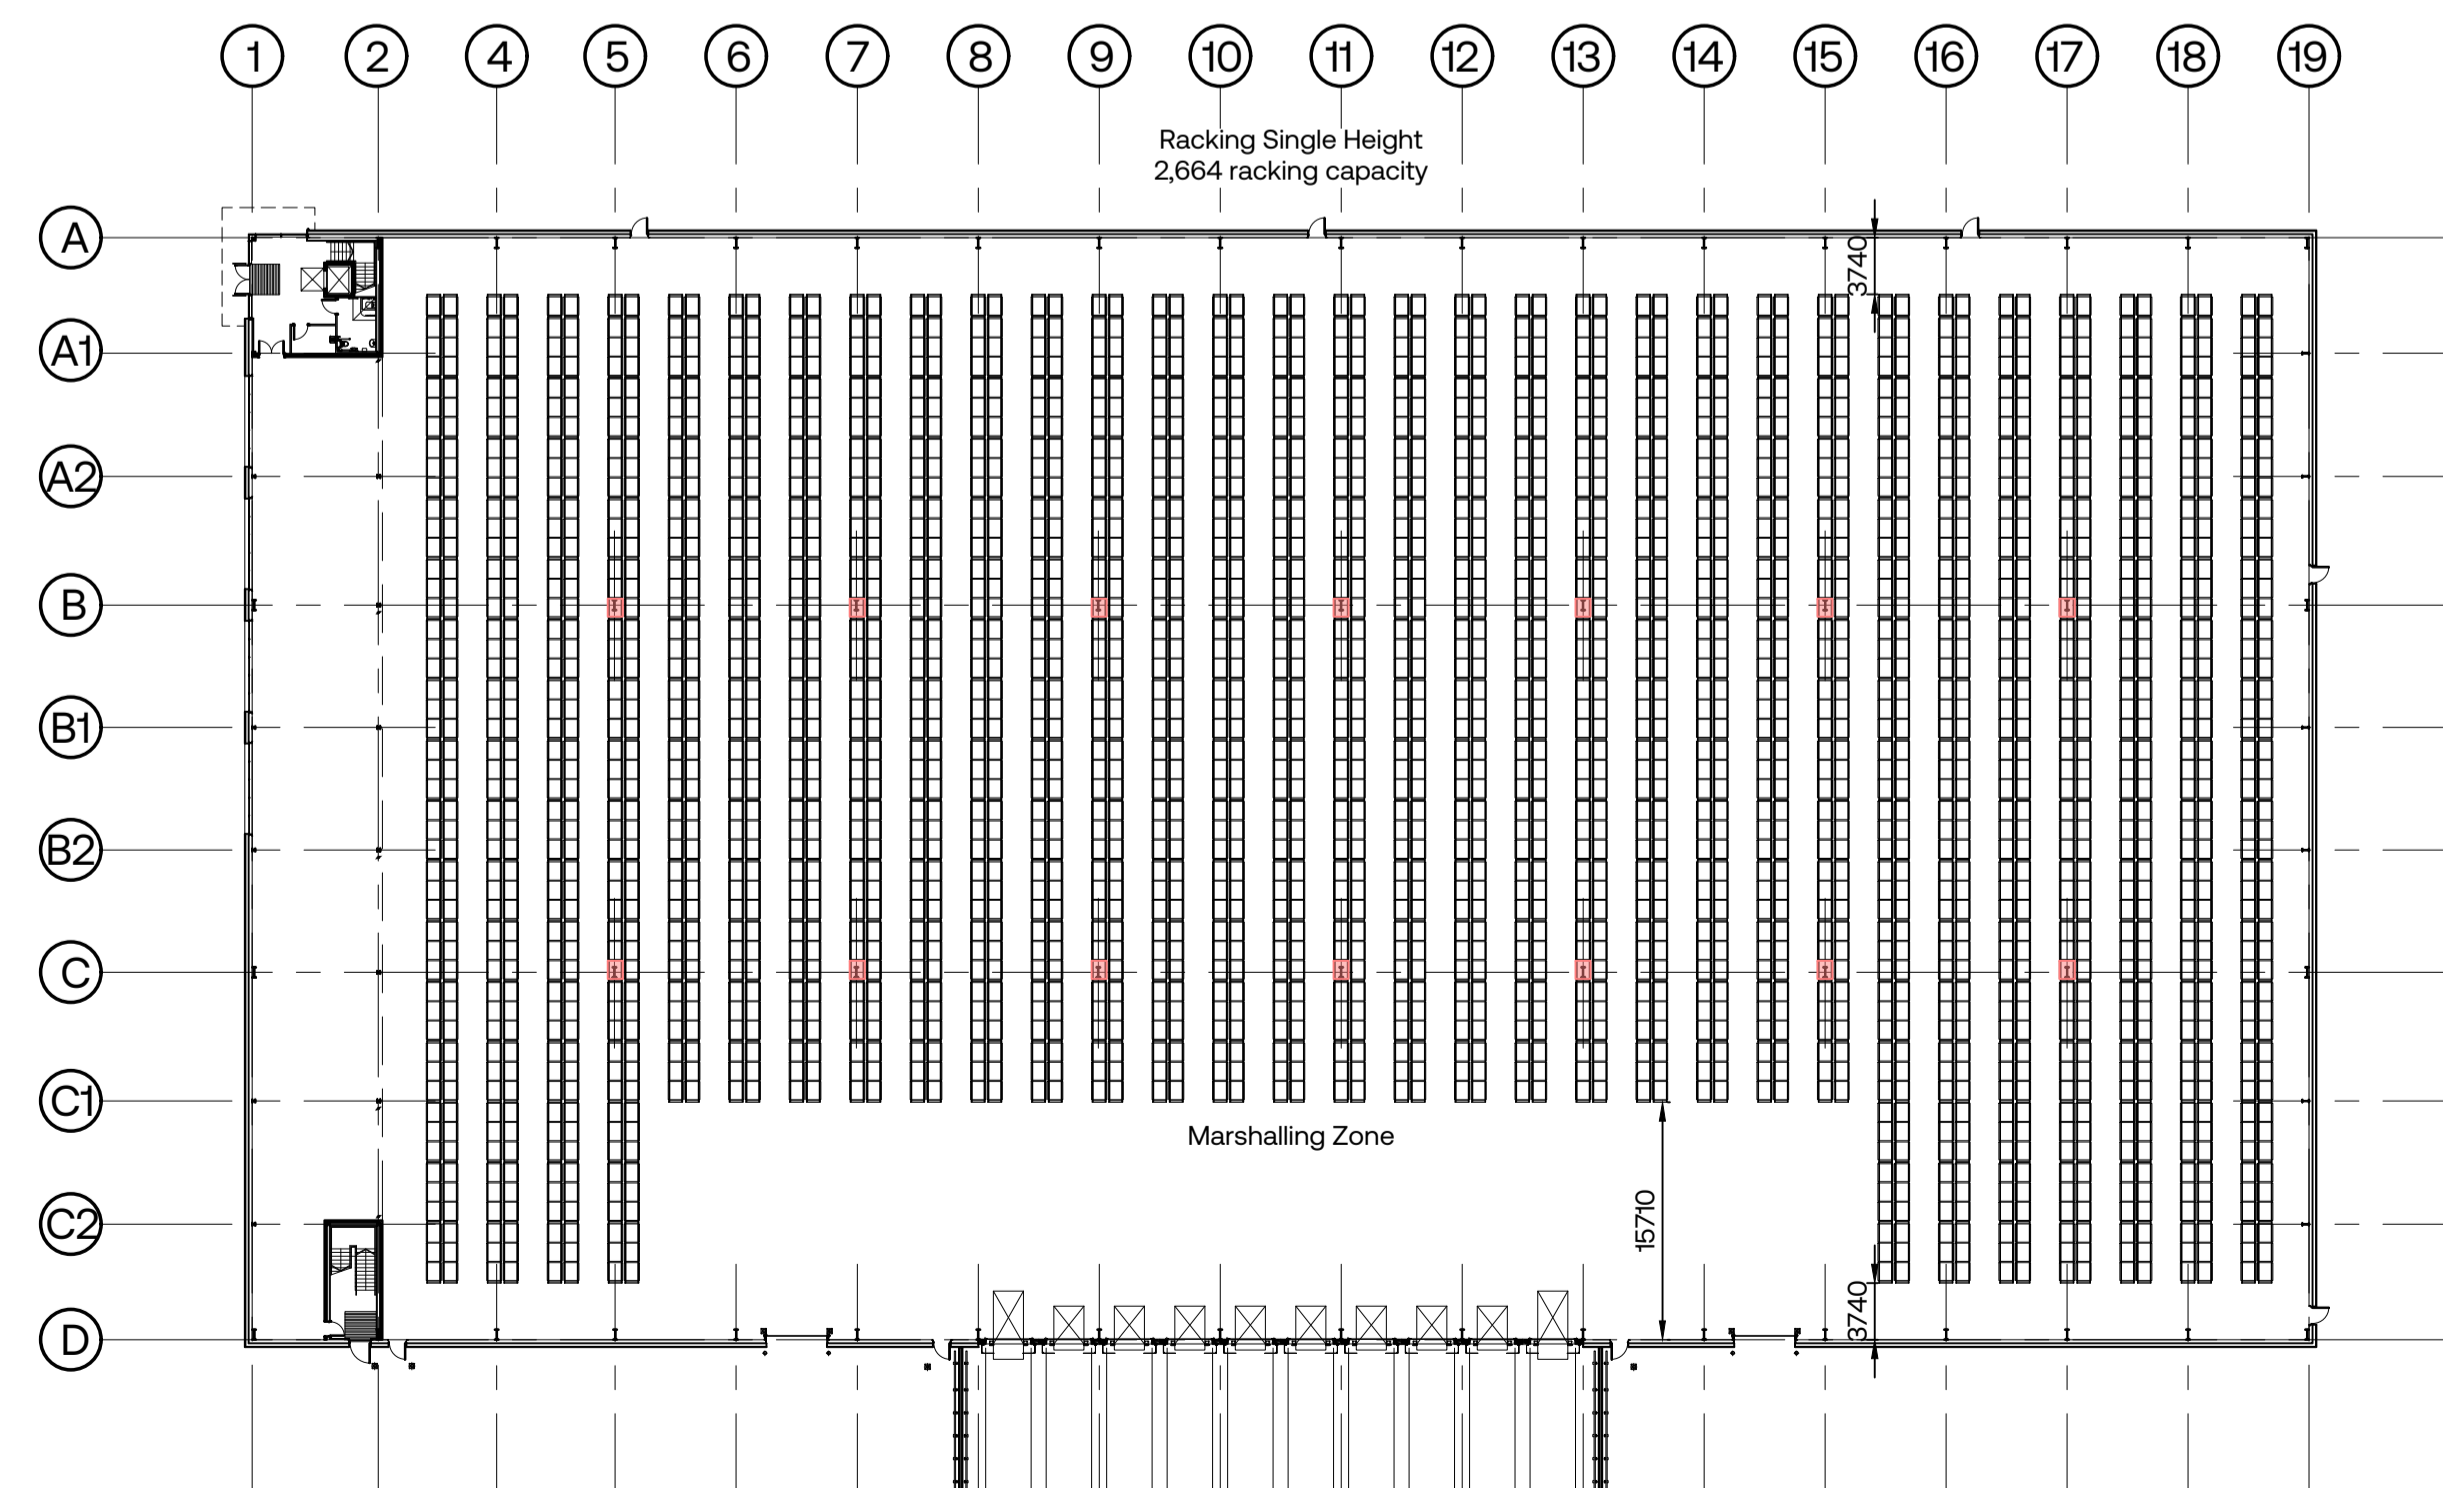 1 2 4 5 6 7 8 9 10 11 12 13 14 15 16 17 18 19
Racking Single Height
2,664 racking capacity
A
3740
A1
A2
B
B1
B2
C
C1
Marshalling Zone
C2
15710
D
3740